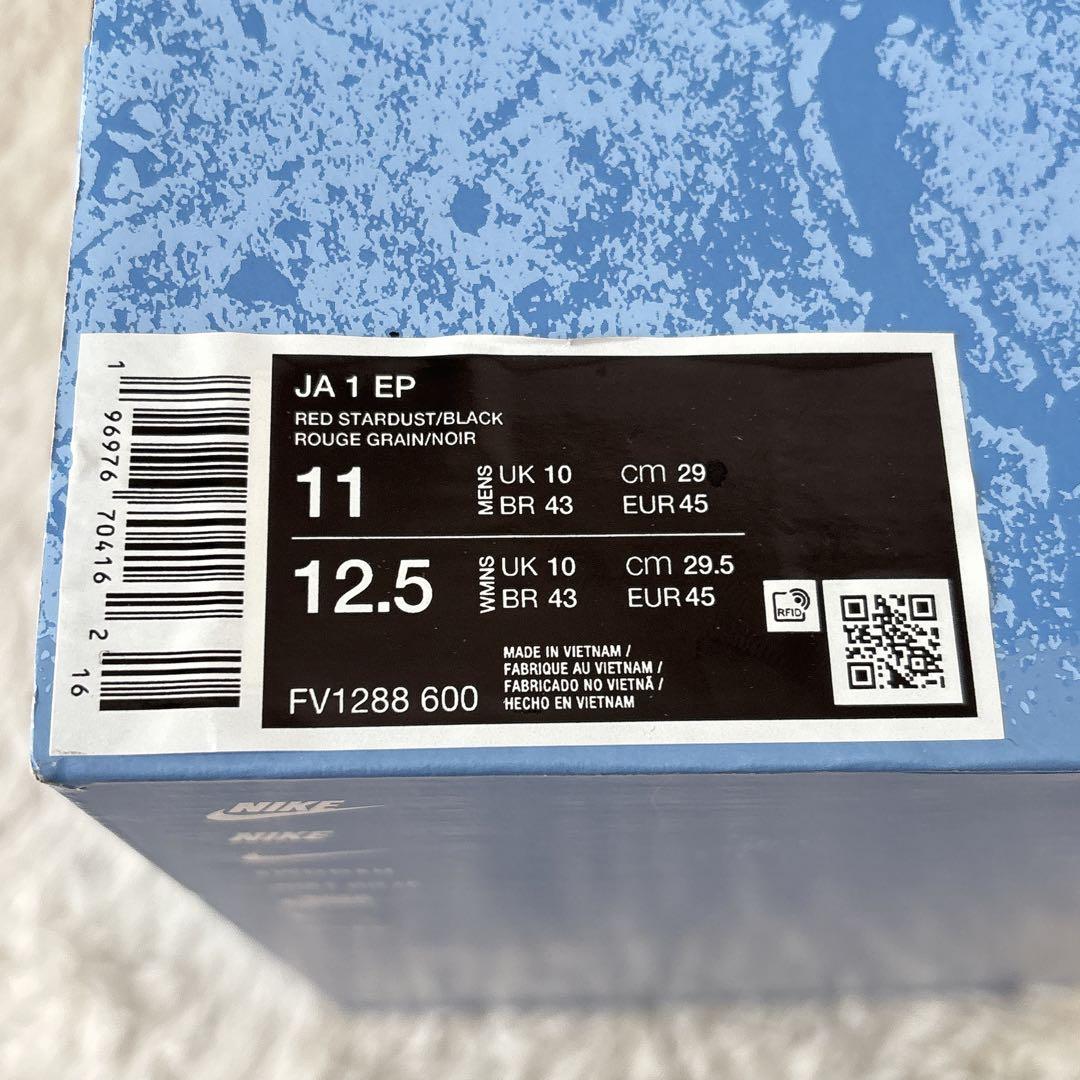 JA 1 EP
RED STARDUST/BLACK
ROUGE GRAIN/NOIR
11 MENS UK 10 cm 29
BR 43 EUR 45
12.5 WMNS UK 10 cm 29.5
BR 43 EUR 45
RFID
MADE IN VIETNAM /
FABRIQUE AU VIETNAM /
FABRICADO NO VIETNÃ /
HECHO EN VIETNAM
FV1288 600
1 96976 70416 2 16
NIKE
NIKE